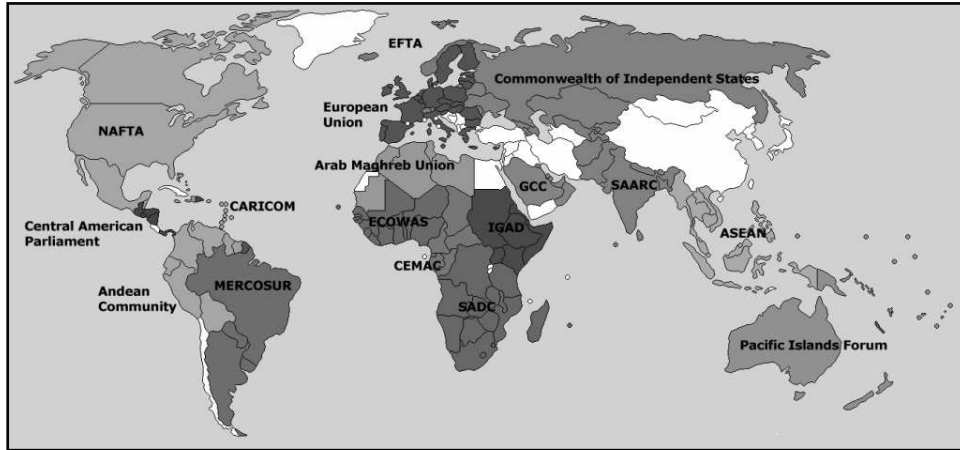 EFTA
Commonwealth of Independent States
European
Union
NAFTA
Arab Maghreb Union
GCC
SAARC
CARICOM
ECOWAS
IGAD
Central American
Parliament
ASEAN
CEMAC
MERCOSUR
Andean
Community
SADC
Pacific Islands Forum